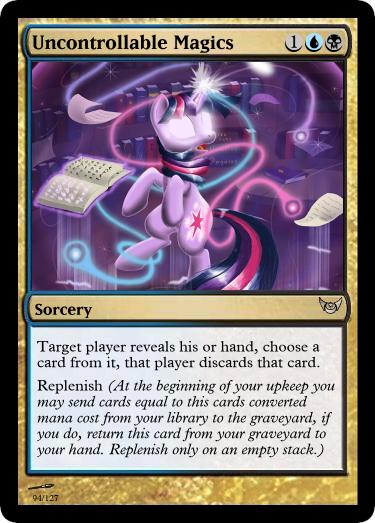 Uncontrollable Magics 1
Sorcery
Target player reveals his or hand, choose a
card from it, that player discards that card.
Replenish (At the beginning of your upkeep you
may send cards equal to this cards converted
mana cost from your library to the graveyard, if
you do, return this card from your graveyard to
your hand. Replenish only on an empty stack.)
94/127